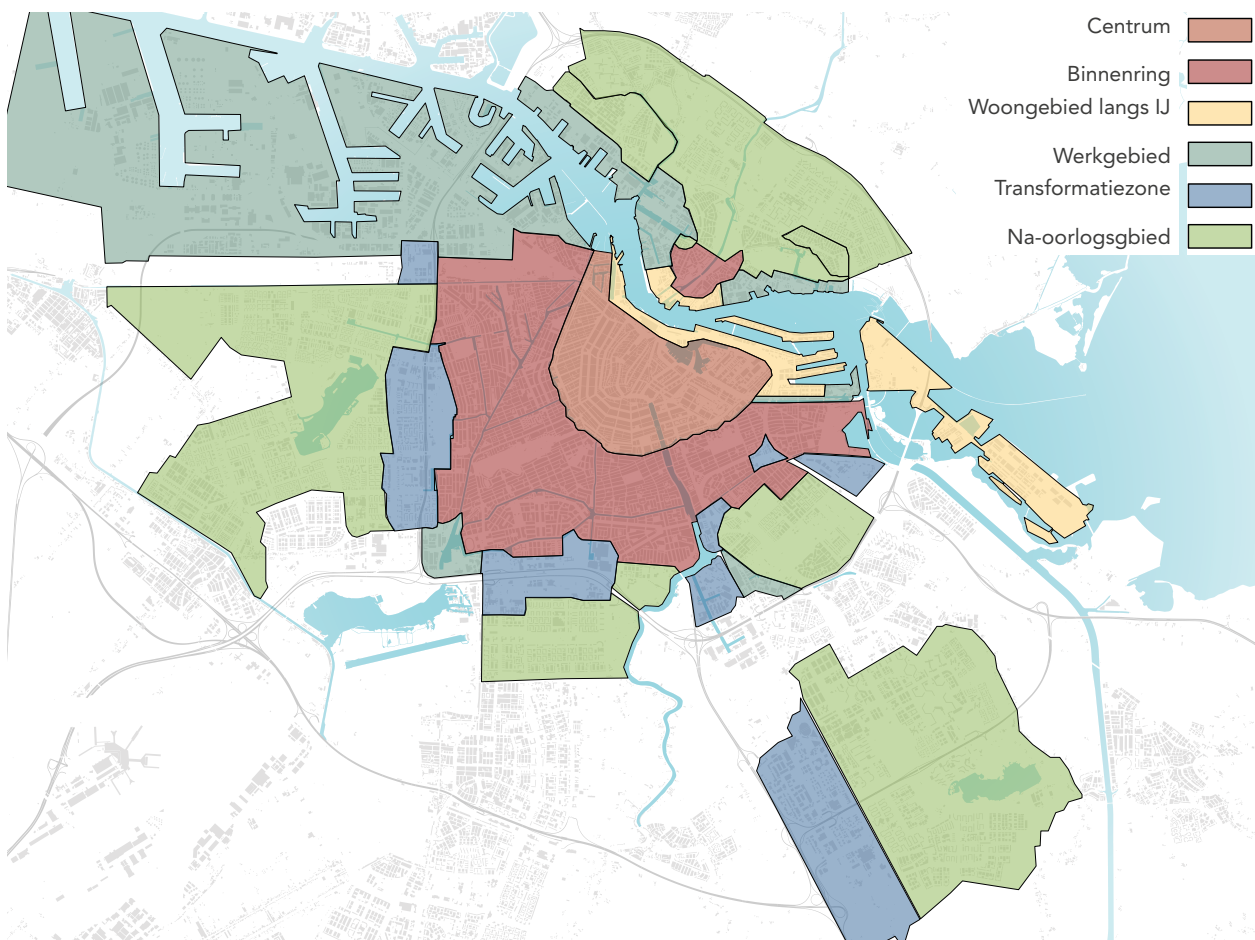 Centrum
Binnenring
Woongebied langs IJ
Werkgebied
Transformatiezone
Na-oorlogsgbied